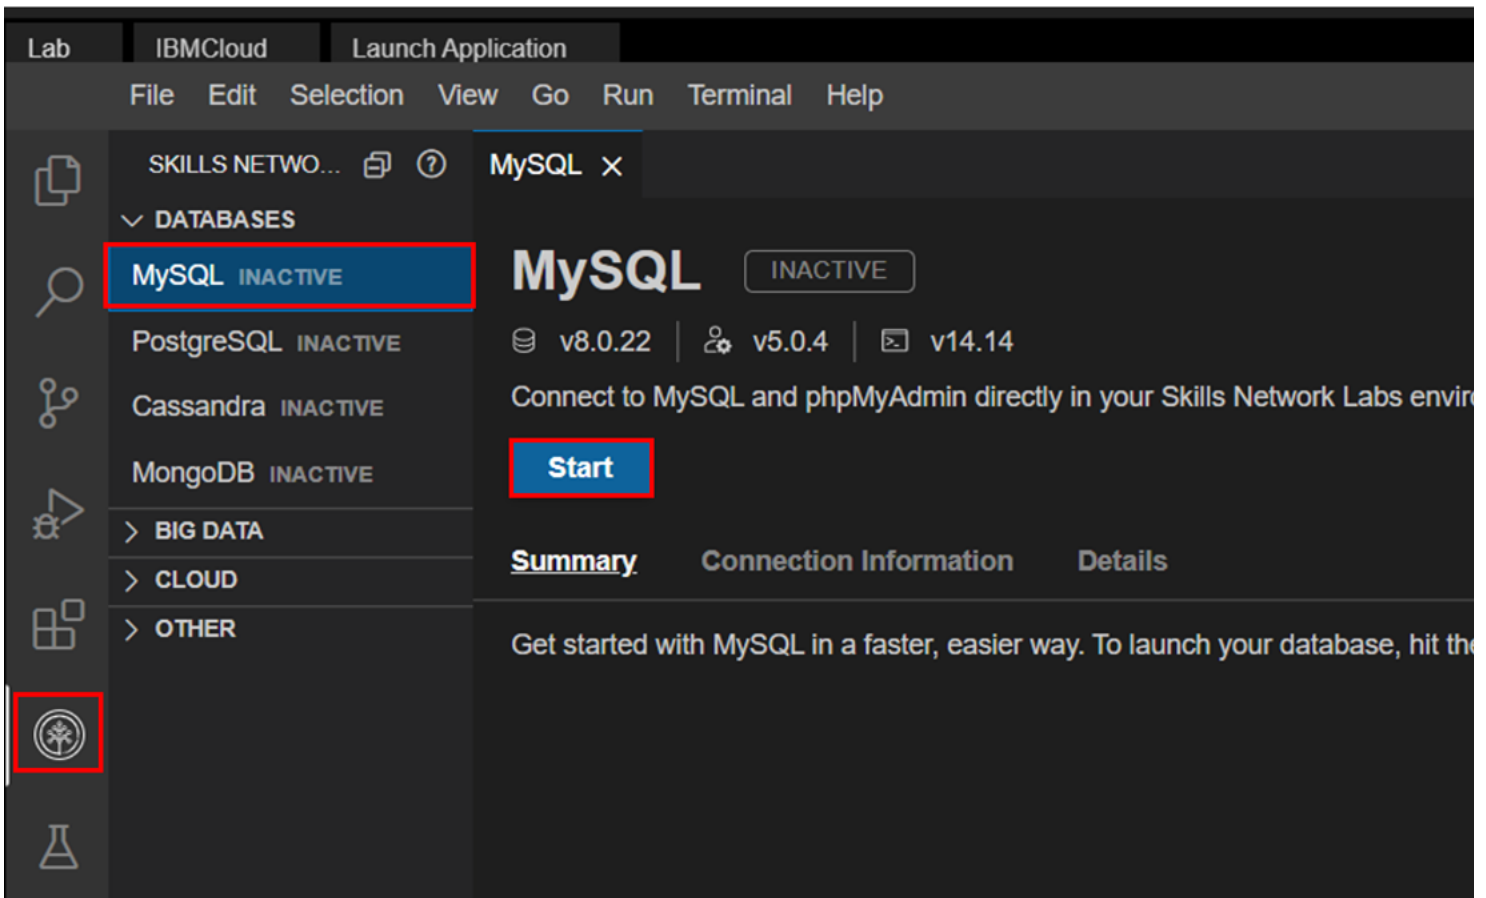 Lab IBMCloud Launch Application
File Edit Selection View Go Run Terminal Help
SKILLS NETWO...
MySQL
DATABASES
MySQL INACTIVE
PostgreSQL INACTIVE
Cassandra INACTIVE
MongoDB INACTIVE
BIG DATA
CLOUD
OTHER
MySQL INACTIVE
v8.0.22 v5.0.4 v14.14
Connect to MySQL and phpMyAdmin directly in your Skills Network Labs
Start
Summary Connection Information Details
Get started with MySQL in a faster, easier way. To launch your database, hit